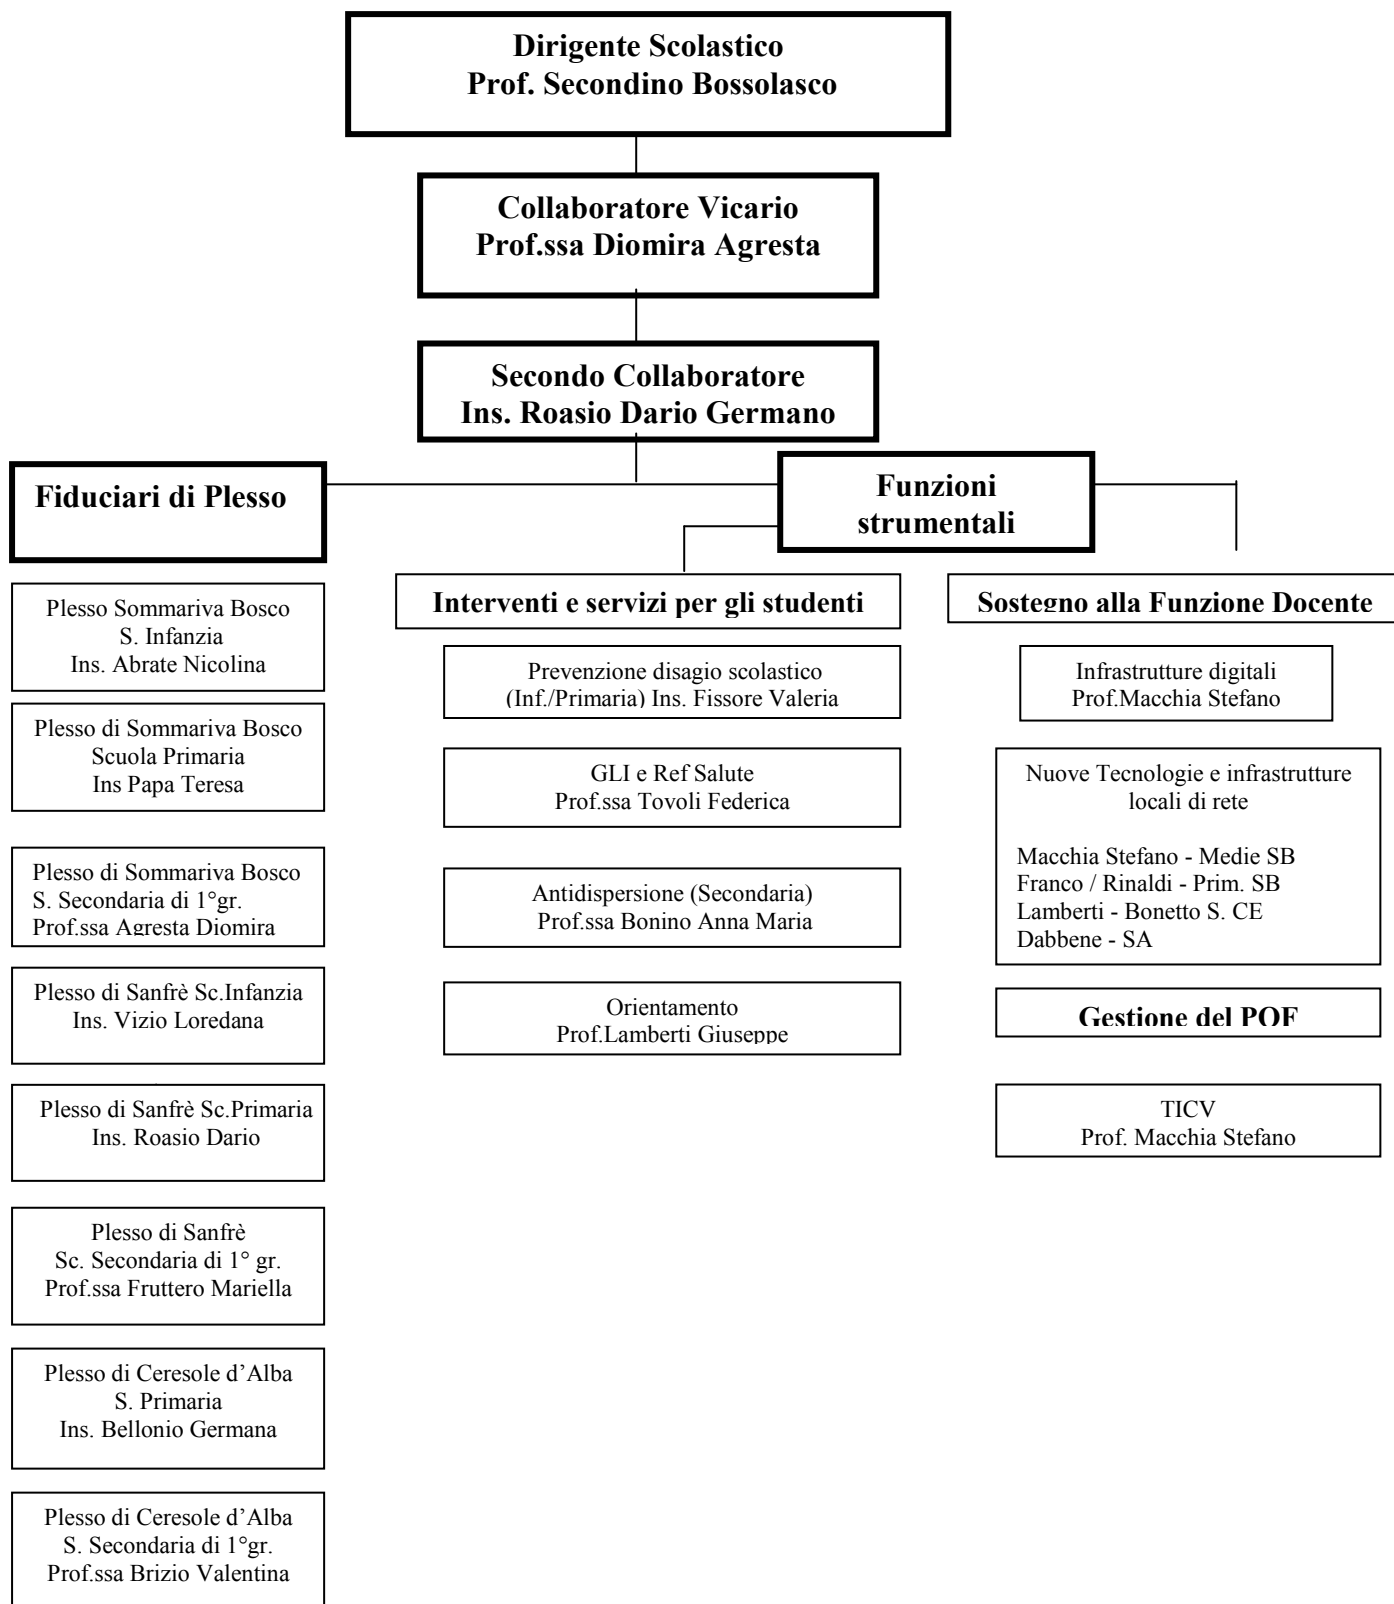 Dirigente Scolastico
Prof. Secondino Bossolasco
Collaboratore Vicario
Prof.ssa Diomira Agresta
Secondo Collaboratore
Ins. Roasio Dario Germano
Fiduciari di Plesso
Plesso Sommariva Bosco
S. Infanzia
Ins. Abrate Nicolina
Plesso di Sommariva Bosco
Scuola Primaria
Ins Papa Teresa
Plesso di Sommariva Bosco
S. Secondaria di 1°gr.
Prof.ssa Agresta Diomira
Plesso di Sanfrè Sc.Infanzia
Ins. Vizio Loredana
Plesso di Sanfrè Sc.Primaria
Ins. Roasio Dario
Plesso di Sanfrè
Sc. Secondaria di 1° gr.
Prof.ssa Fruttero Mariella
Plesso di Ceresole d’Alba
S. Primaria
Ins. Bellonio Germana
Plesso di Ceresole d’Alba
S. Secondaria di 1°gr.
Prof.ssa Brizio Valentina
Funzioni
strumentali
Interventi e servizi per gli studenti
Prevenzione disagio scolastico
(Inf./Primaria) Ins. Fissore Valeria
GLI e Ref Salute
Prof.ssa Tovoli Federica
Antidispersione (Secondaria)
Prof.ssa Bonino Anna Maria
Orientamento
Prof.Lamberti Giuseppe
Sostegno alla Funzione Docente
Infrastrutture digitali
Prof.Macchia Stefano
Nuove Tecnologie e infrastrutture
locali di rete
Macchia Stefano - Medie SB
Franco / Rinaldi - Prim. SB
Lamberti - Bonetto S. CE
Dabbene - SA
Gestione del POF
TICV
Prof. Macchia Stefano